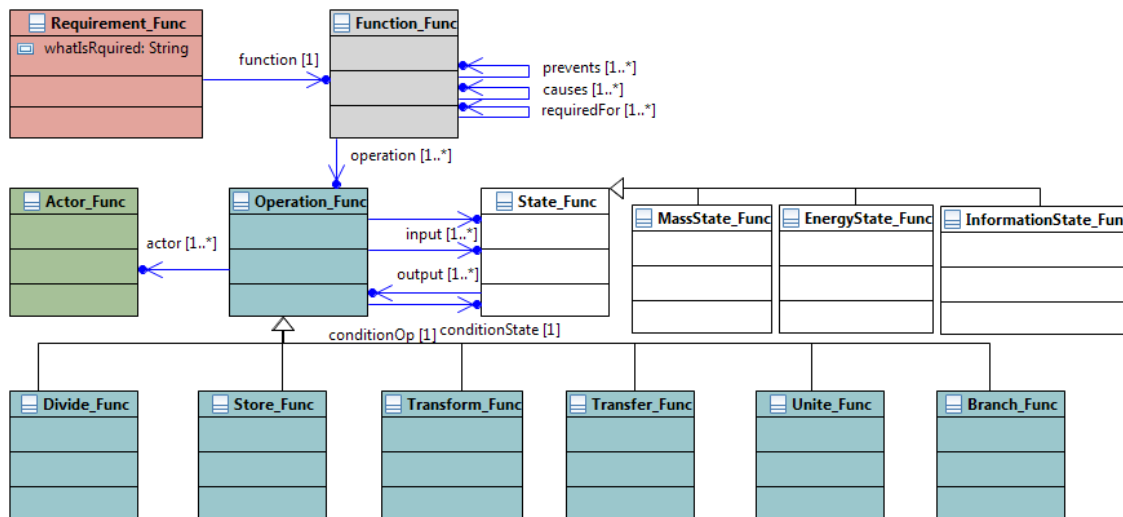 Requirement_Func
whatIsRquired: String
Function_Func
function [1]
prevents [1..*]
causes [1..*]
requiredFor [1..*]
operation [1..*]
Actor_Func
Operation_Func
State_Func
MassState_Func
EnergyState_Func
InformationState_Func
actor [1..*]
input [1..*]
output [1..*]
conditionOp [1]
conditionState [1]
Divide_Func
Store_Func
Transform_Func
Transfer_Func
Unite_Func
Branch_Func